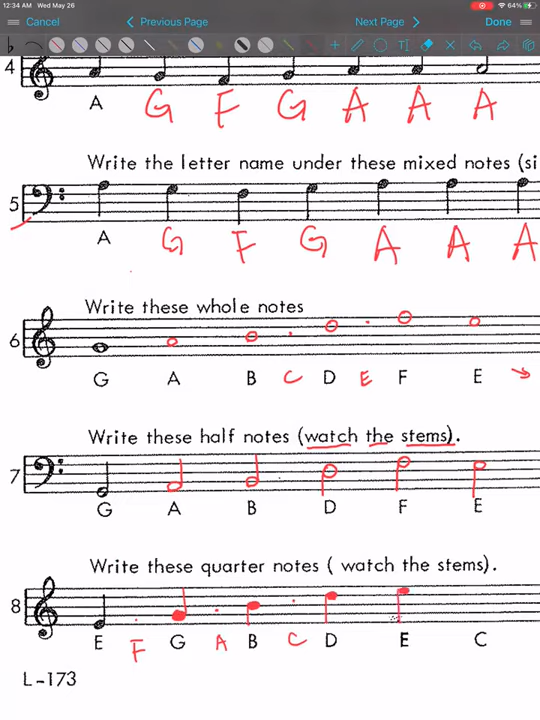 12:34 AM Wed May 26 64%
Cancel Previous Page Next Page Done
4
A G F G A A A
Write the letter name under these mixed notes (si
5
A G F G A A A
Write these whole notes
6
G A B C D E F E
Write these half notes (watch the stems).
7
G A B D F E
Write these quarter notes ( watch the stems).
8
E F G A B C D E C
L-173